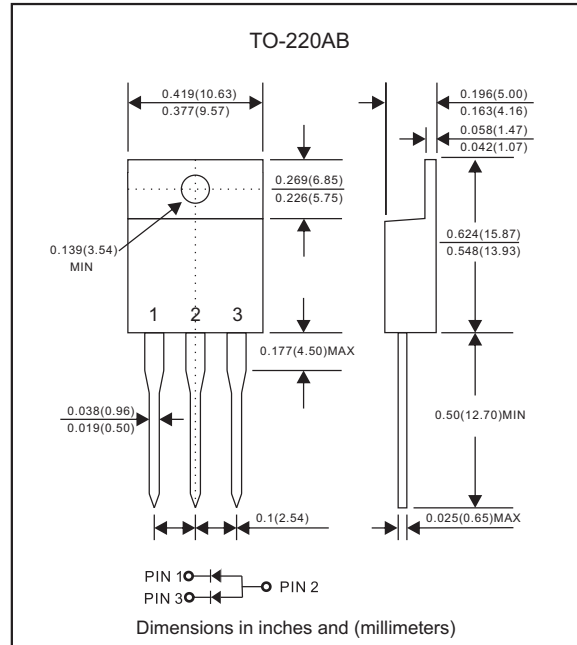 TO-220AB
0.419(10.63)
0.377(9.57)
0.196(5.00)
0.163(4.16)
0.058(1.47)
0.042(1.07)
0.269(6.85)
0.226(5.75)
0.139(3.54)
MIN
0.624(15.87)
0.548(13.93)
1 2 3
0.177(4.50)MAX
0.038(0.96)
0.019(0.50)
0.50(12.70)MIN
0.1(2.54)
0.025(0.65)MAX
PIN 1
PIN 3
PIN 2
Dimensions in inches and (millimeters)